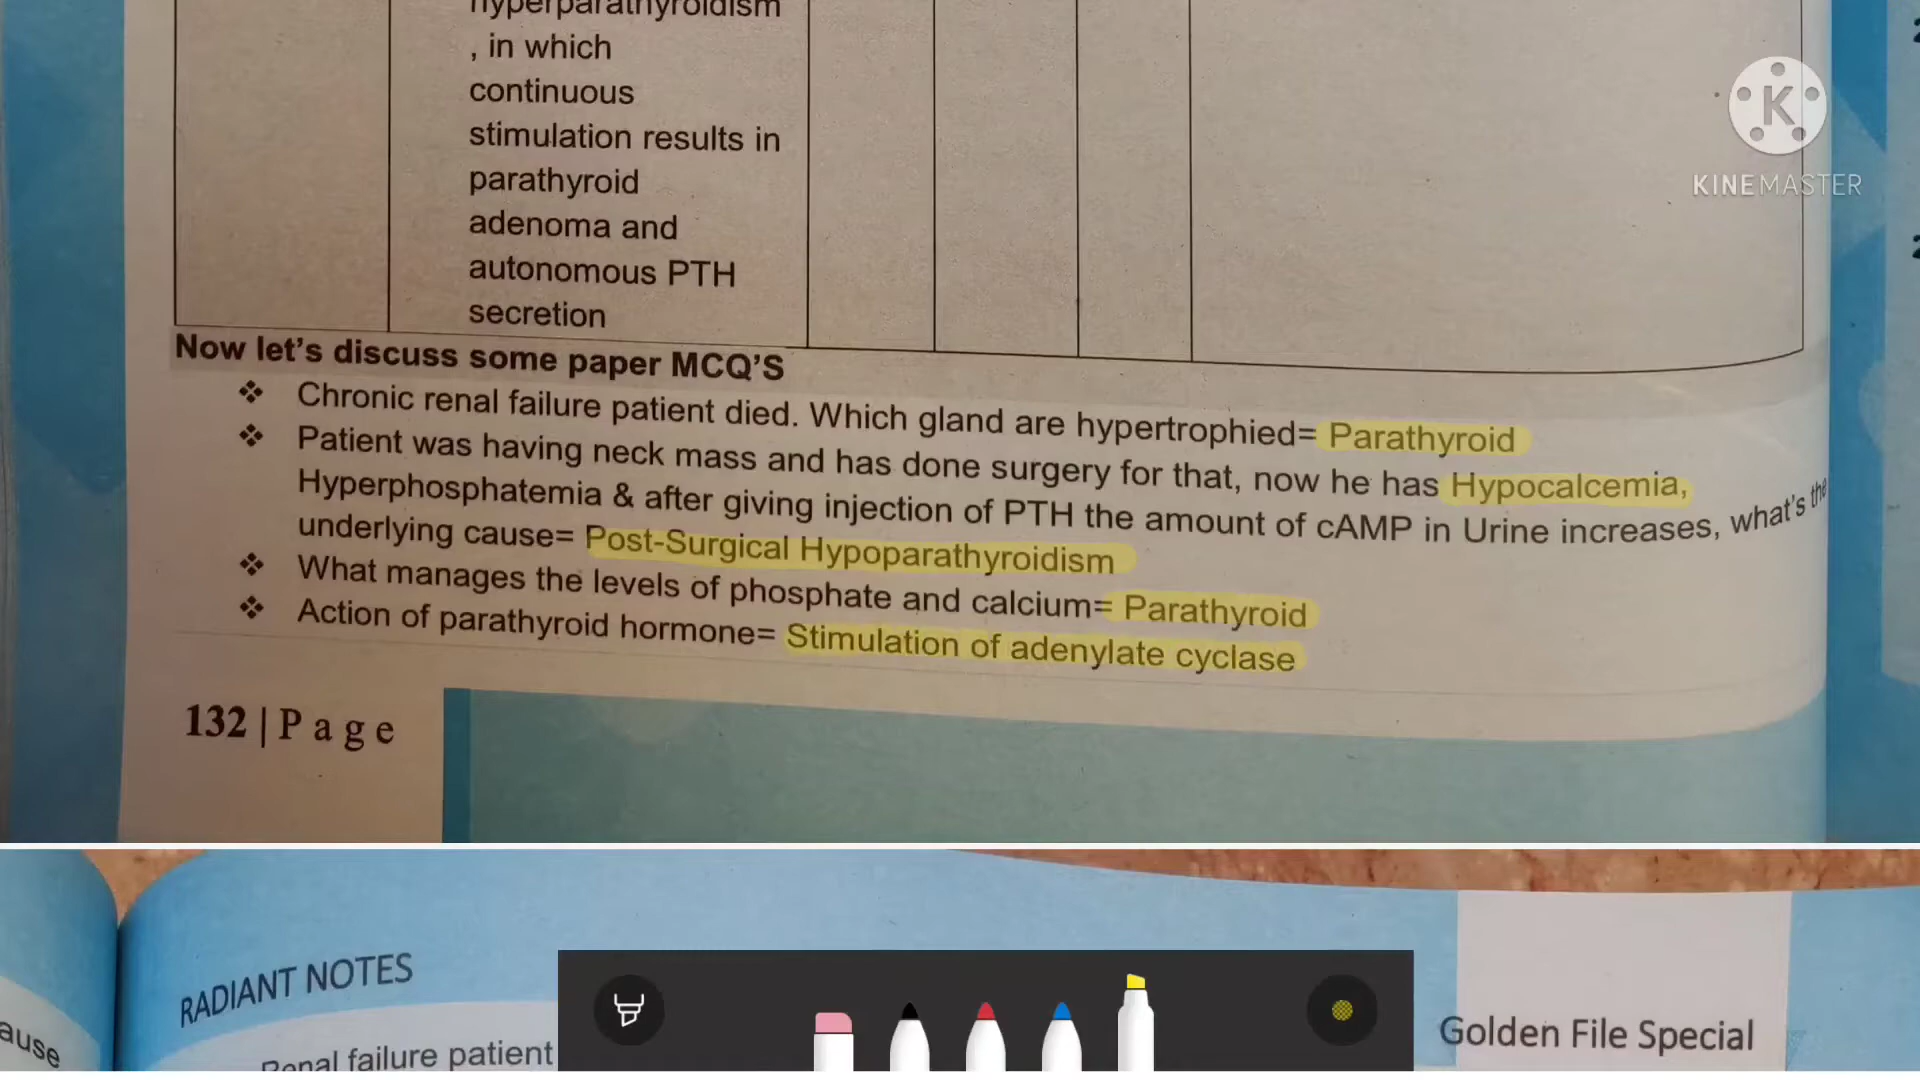 hyperparathyroidism
, in which
continuous
stimulation results in
parathyroid
adenoma and
autonomous PTH
secretion
KINEMASTER
Now let's discuss some paper MCQ'S
❖ Chronic renal failure patient died. Which gland are hypertrophied= Parathyroid
❖ Patient was having neck mass and has done surgery for that, now he has Hypocalcemia,
Hyperphosphatemia & after giving injection of PTH the amount of cAMP in Urine increases, what's the
underlying cause= Post-Surgical Hypoparathyroidism
❖ What manages the levels of phosphate and calcium= Parathyroid
❖ Action of parathyroid hormone= Stimulation of adenylate cyclase
132 | P a g e
RADIANT NOTES
Golden File Special
ause
Renal failure patient